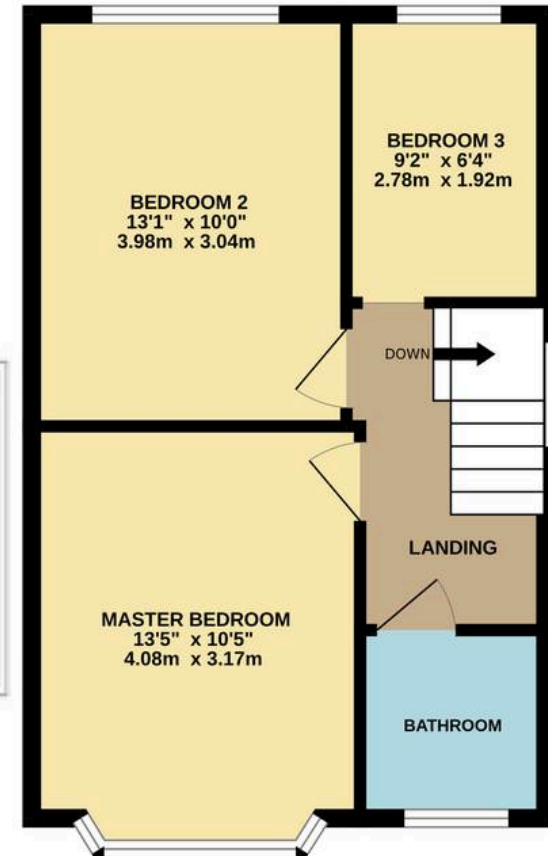 BEDROOM 2
13'1" x 10'0"
3.98m x 3.04m
BEDROOM 3
9'2" x 6'4"
2.78m x 1.92m
DOWN
LANDING
MASTER BEDROOM
13'5" x 10'5"
4.08m x 3.17m
BATHROOM